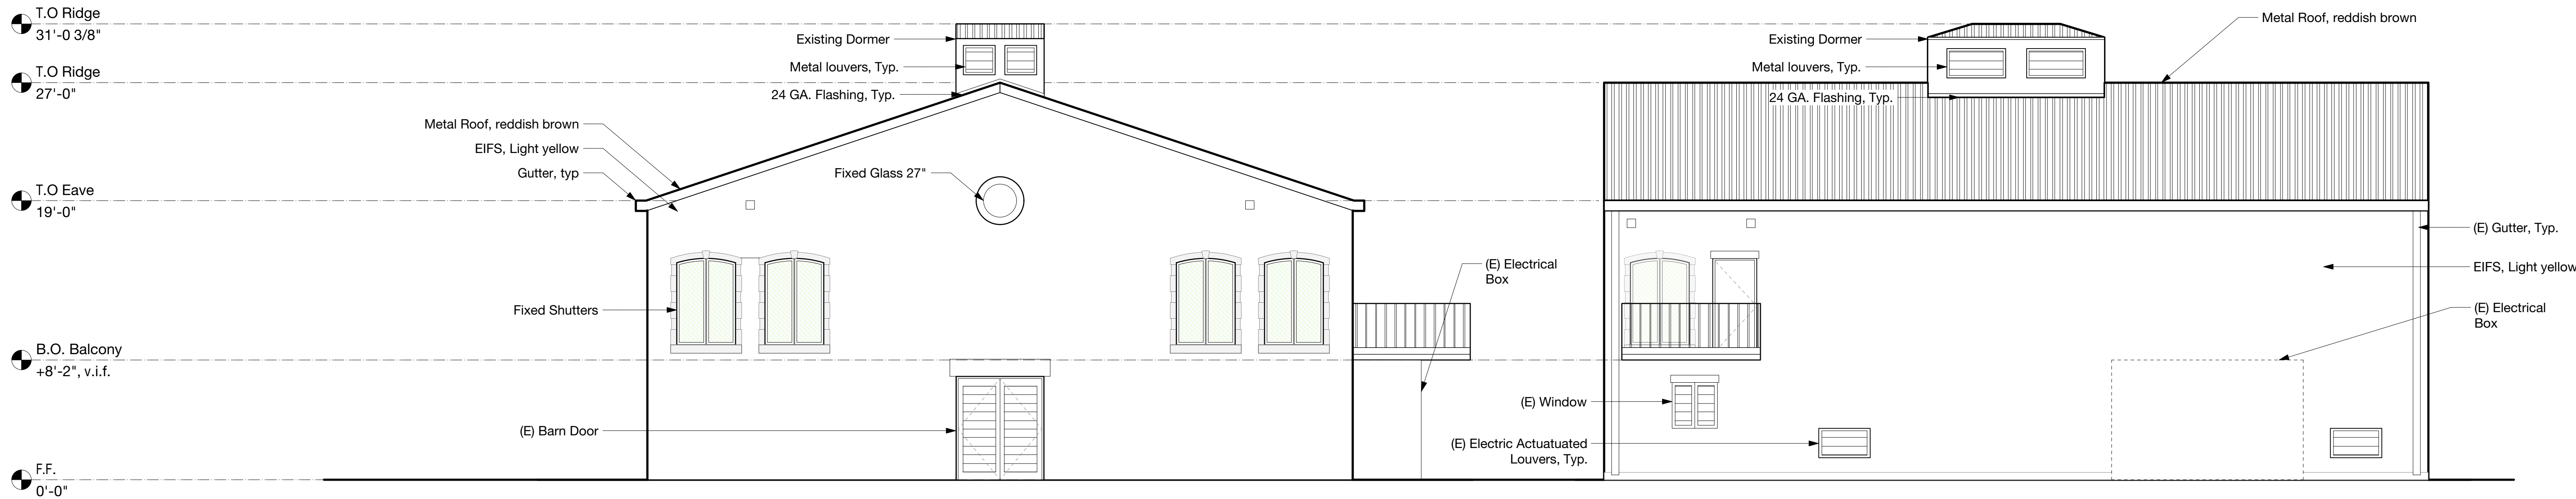 T.O Ridge
31'-0 3/8"
T.O Ridge
27'-0"
T.O Eave
19'-0"
B.O. Balcony
+8'-2", v.i.f.
F.F.
0'-0"
Existing Dormer
Metal louvers, Typ.
24 GA. Flashing, Typ.
Metal Roof, reddish brown
EIFS, Light yellow
Gutter, typ
Fixed Glass 27"
Fixed Shutters
(E) Barn Door
(E) Electrical
Box
Existing Dormer
Metal louvers, Typ.
24 GA. Flashing, Typ.
Metal Roof, reddish brown
(E) Gutter, Typ.
EIFS, Light yellow
(E) Electrical
Box
(E) Window
(E) Electric Actuatuated
Louvers, Typ.